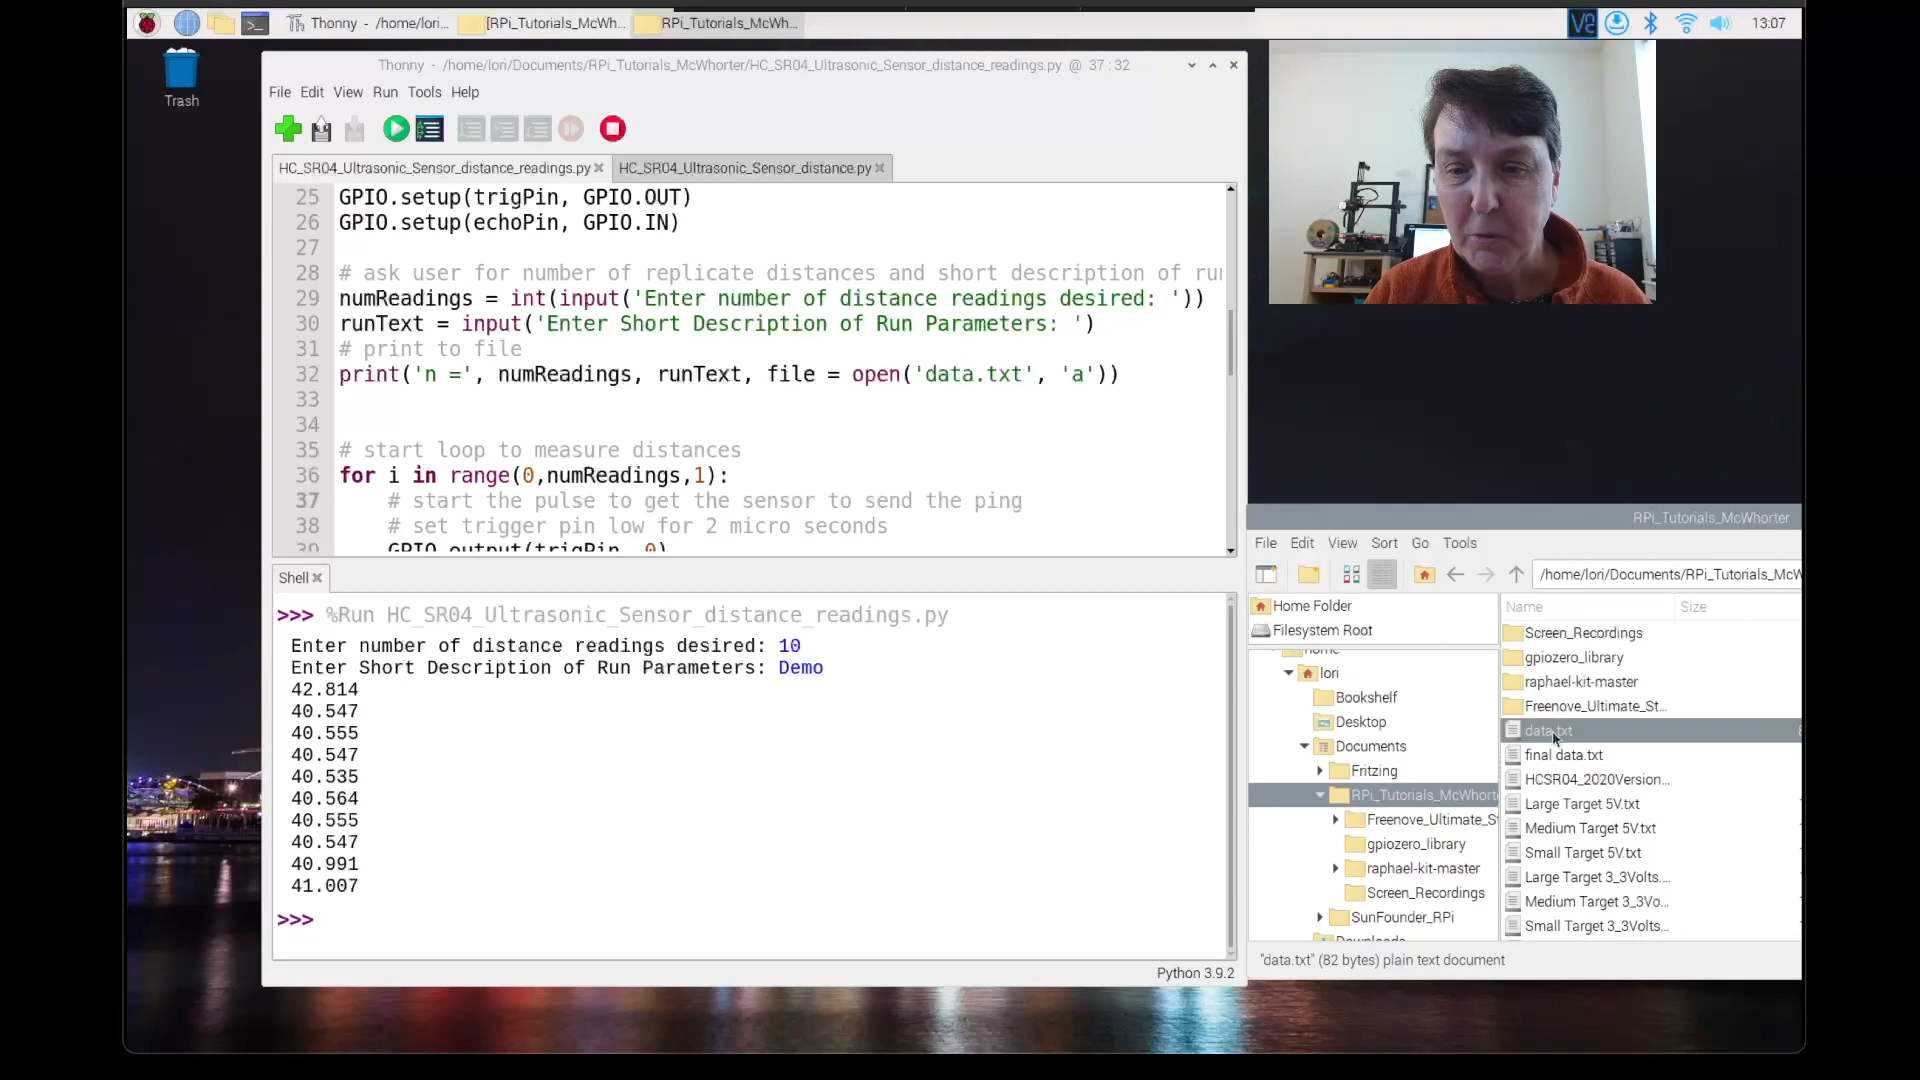 Thonny - /home/lori...
[RPi_Tutorials_McWh...
RPi_Tutorials_McWh...
13:07
Trash
Thonny - /home/lori/Documents/RPi_Tutorials_McWhorter/HC_SR04_Ultrasonic_Sensor_distance_readings.py @ 37 : 32
File Edit View Run Tools Help
HC_SR04_Ultrasonic_Sensor_distance_readings.py
HC_SR04_Ultrasonic_Sensor_distance.py
25 GPIO.setup(trigPin, GPIO.OUT)
26 GPIO.setup(echoPin, GPIO.IN)
27
28 # ask user for number of replicate distances and short description of run
29 numReadings = int(input('Enter number of distance readings desired: '))
30 runText = input('Enter Short Description of Run Parameters: ')
31 # print to file
32 print('n =', numReadings, runText, file = open('data.txt', 'a'))
33
34
35 # start loop to measure distances
36 for i in range(0,numReadings,1):
37 # start the pulse to get the sensor to send the ping
38 # set trigger pin low for 2 micro seconds
39 GPIO.output(trigPin, 0)
Shell
>>> %Run HC_SR04_Ultrasonic_Sensor_distance_readings.py
Enter number of distance readings desired: 10
Enter Short Description of Run Parameters: Demo
42.814
40.547
40.555
40.547
40.535
40.564
40.555
40.547
40.991
41.007
>>>
Python 3.9.2
RPi_Tutorials_McWhorter
File Edit View Sort Go Tools
/home/lori/Documents/RPi_Tutorials_McW
Home Folder
Filesystem Root
home
lori
Bookshelf
Desktop
Documents
Fritzing
RPi_Tutorials_McWhorte
Freenove_Ultimate_S
gpiozero_library
raphael-kit-master
Screen_Recordings
SunFounder_RPi
Downloads
Name Size
Screen_Recordings
gpiozero_library
raphael-kit-master
Freenove_Ultimate_St...
data.txt
final data.txt
HCSR04_2020Version...
Large Target 5V.txt
Medium Target 5V.txt
Small Target 5V.txt
Large Target 3_3Volts....
Medium Target 3_3Vo...
Small Target 3_3Volts...
"data.txt" (82 bytes) plain text document